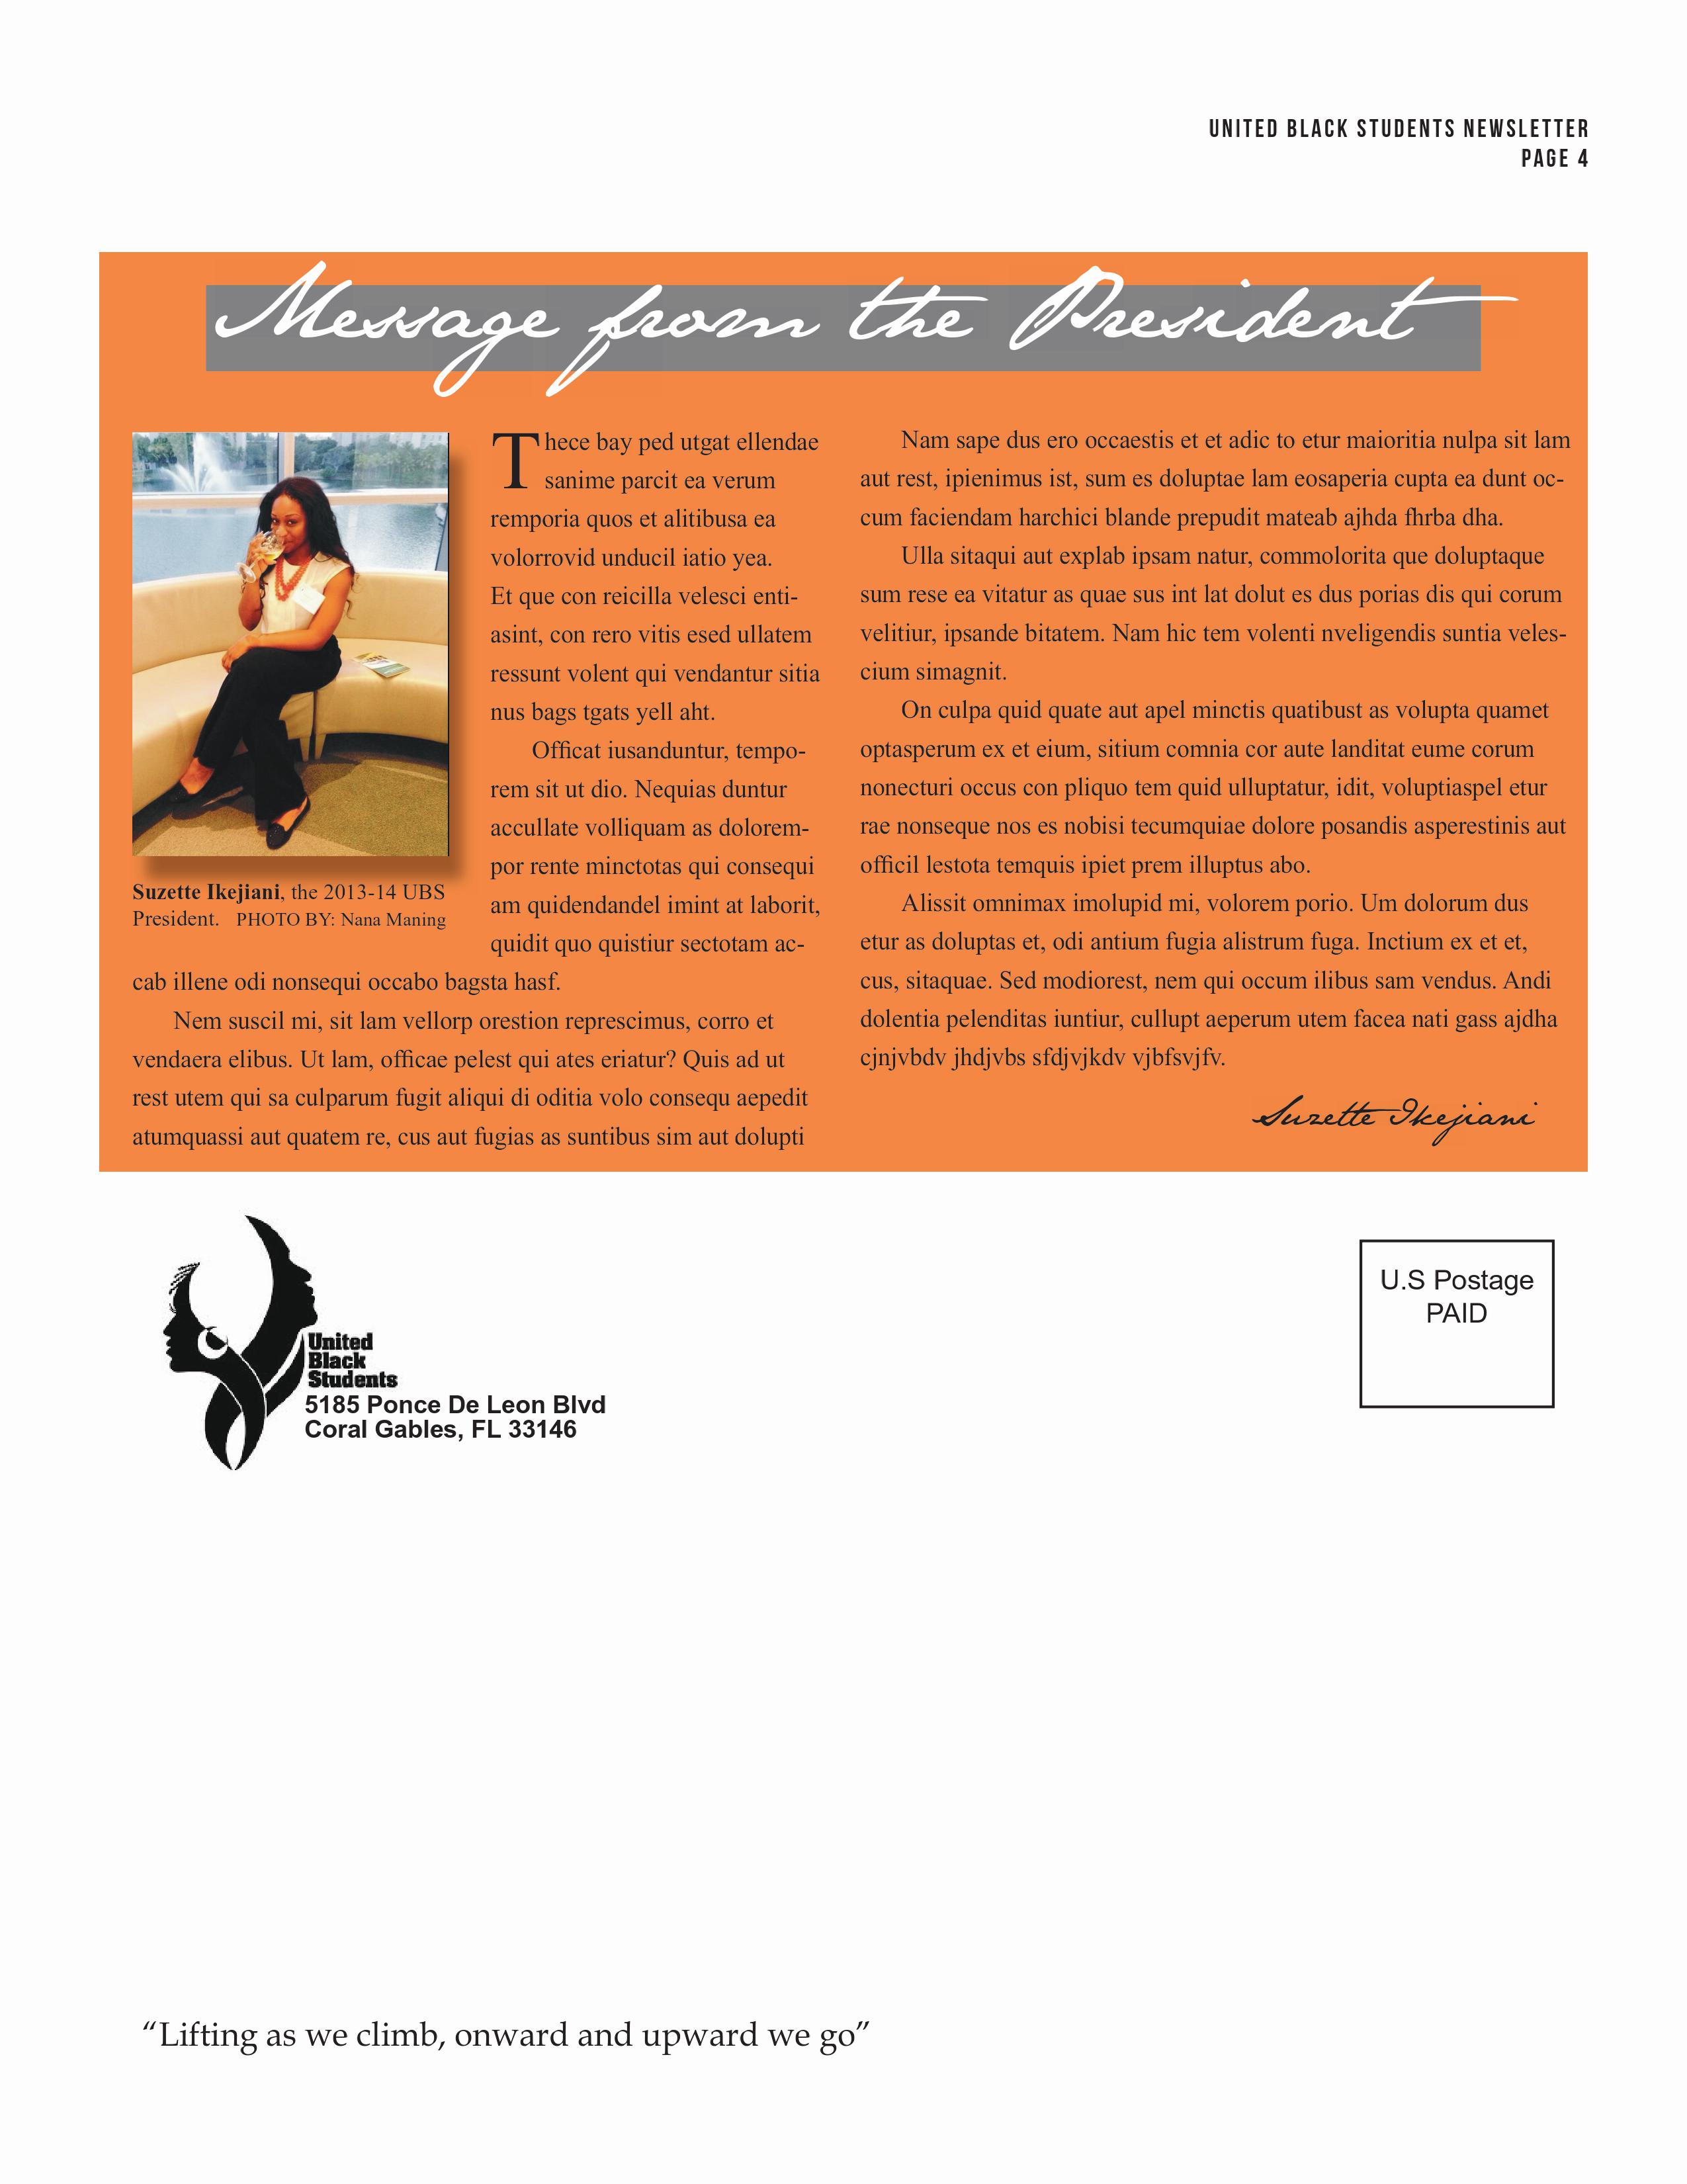 UNITED BLACK STUDENTS NEWSLETTER
PAGE 4
Message from the President
Thece bay ped utgat ellendae
sanime parcit ea verum
remporia quos et alitibusa ea
volorrovid unducil iatio yea.
Et que con reicilla velesci enti-
asint, con rero vitis esed ullatem
ressunt volent qui vendantur sitia
nus bags tgats yell aht.
Officat iusanduntur, tempo-
rem sit ut dio. Nequias duntur
accullate volliquam as dolorem-
por rente minctotas qui consequi
am quidendandel imint at laborit,
quidit quo quistiur sectotam ac-
cab illene odi nonsequi occabo bagsta hasf.
Nem suscil mi, sit lam vellorp orestion represcimus, corro et
vendaera elibus. Ut lam, officae pelest qui ates eriatur? Quis ad ut
rest utem qui sa culparum fugit aliqui di oditia volo consequ aepedit
atumquassi aut quatem re, cus aut fugias as suntibus sim aut dolupti
Suzette Ikejiani, the 2013-14 UBS
President. PHOTO BY: Nana Maning
Nam sape dus ero occaestis et et adic to etur maioritia nulpa sit lam
aut rest, ipienimus ist, sum es doluptae lam eosaperia cupta ea dunt oc-
cum faciendam harchici blande prepudit mateab ajhda fhrba dha.
Ulla sitaqui aut explab ipsam natur, commolorita que doluptaque
sum rese ea vitatur as quae sus int lat dolut es dus porias dis qui corum
velitiur, ipsande bitatem. Nam hic tem volenti nveligendis suntia veles-
cium simagnit.
On culpa quid quate aut apel minctis quatibust as volupta quamet
optasperum ex et eium, sitium comnia cor aute landitat eume corum
nonecturi occus con pliquo tem quid ulluptatur, idit, voluptiaspel etur
rae nonseque nos es nobisi tecumquiae dolore posandis asperestinis aut
officil lestota temquis ipiet prem illuptus abo.
Alissit omnimax imolupid mi, volorem porio. Um dolorum dus
etur as doluptas et, odi antium fugia alistrum fuga. Inctium ex et et,
cus, sitaquae. Sed modiorest, nem qui occum ilibus sam vendus. Andi
dolentia pelenditas iuntiur, cullupt aeperum utem facea nati gass ajdha
cjnjvbdv jhdjvbs sfdjvjkdv vjbfsvjfv.
Suzette Ikejiani
United
Black
Students
5185 Ponce De Leon Blvd
Coral Gables, FL 33146
U.S Postage
PAID
“Lifting as we climb, onward and upward we go”